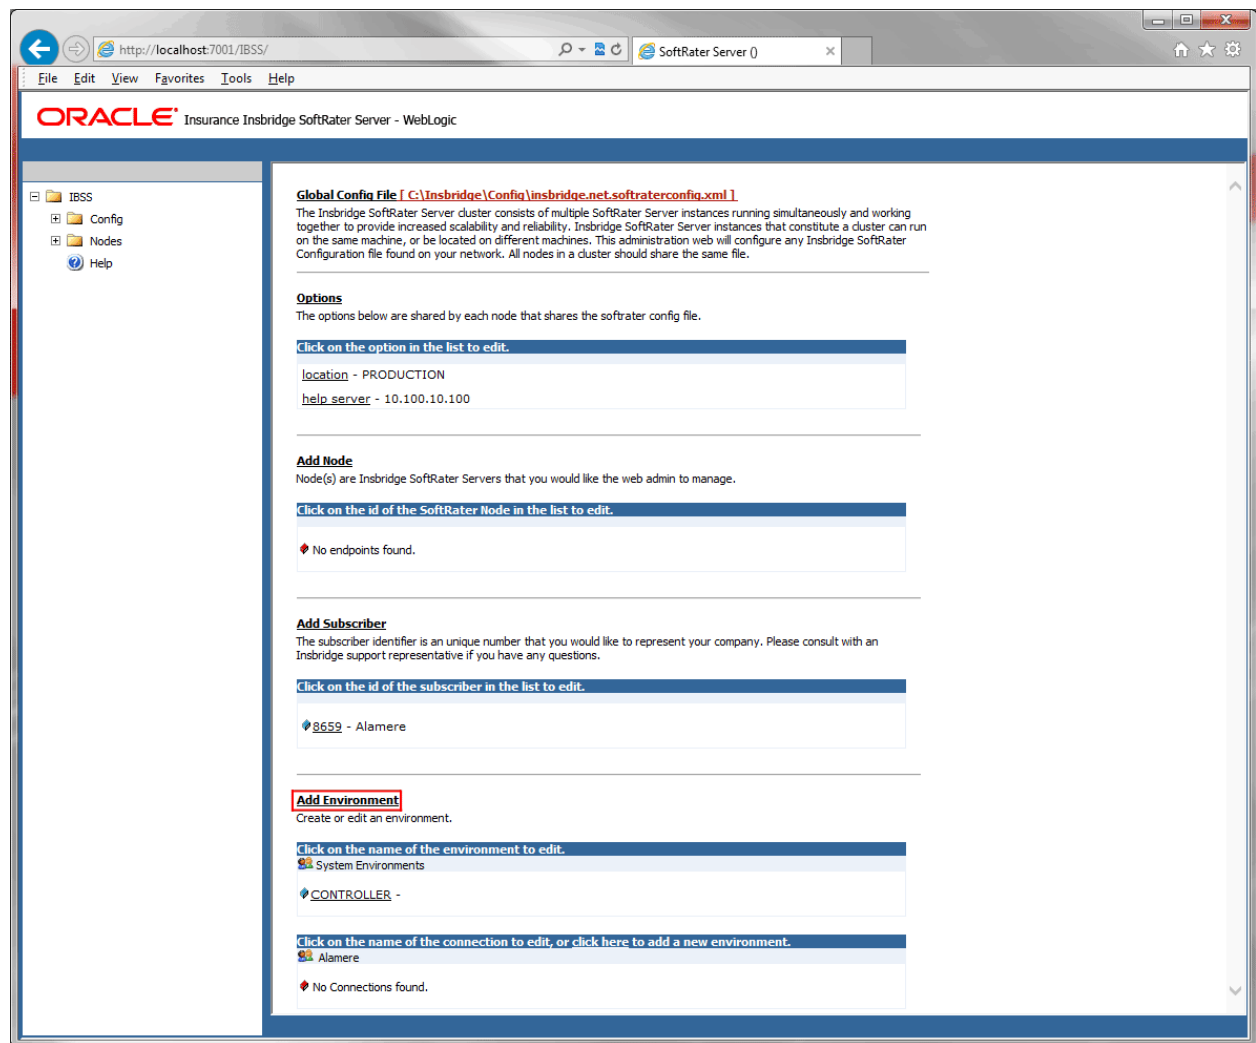 http://localhost:7001/IBSS/
SoftRater Server ()
File Edit View Favorites Tools Help
ORACLE Insurance Insbridge SoftRater Server - WebLogic
IBSS
Config
Nodes
Help
Global Config File [ C:\Insbridge\Config\insbridge.net.softraterconfig.xml ]
The Insbridge SoftRater Server cluster consists of multiple SoftRater Server instances running simultaneously and working
together to provide increased scalability and reliability. Insbridge SoftRater Server instances that constitute a cluster can run
on the same machine, or be located on different machines. This administration web will configure any Insbridge SoftRater
Configuration file found on your network. All nodes in a cluster should share the same file.
Options
The options below are shared by each node that shares the softrater config file.
Click on the option in the list to edit.
location - PRODUCTION
help server - 10.100.10.100
Add Node
Node(s) are Insbridge SoftRater Servers that you would like the web admin to manage.
Click on the id of the SoftRater Node in the list to edit.
No endpoints found.
Add Subscriber
The subscriber identifier is an unique number that you would like to represent your company. Please consult with an
Insbridge support representative if you have any questions.
Click on the id of the subscriber in the list to edit.
8659 - Alamere
Add Environment
Create or edit an environment.
Click on the name of the environment to edit.
System Environments
CONTROLLER -
Click on the name of the connection to edit, or click here to add a new environment.
Alamere
No Connections found.